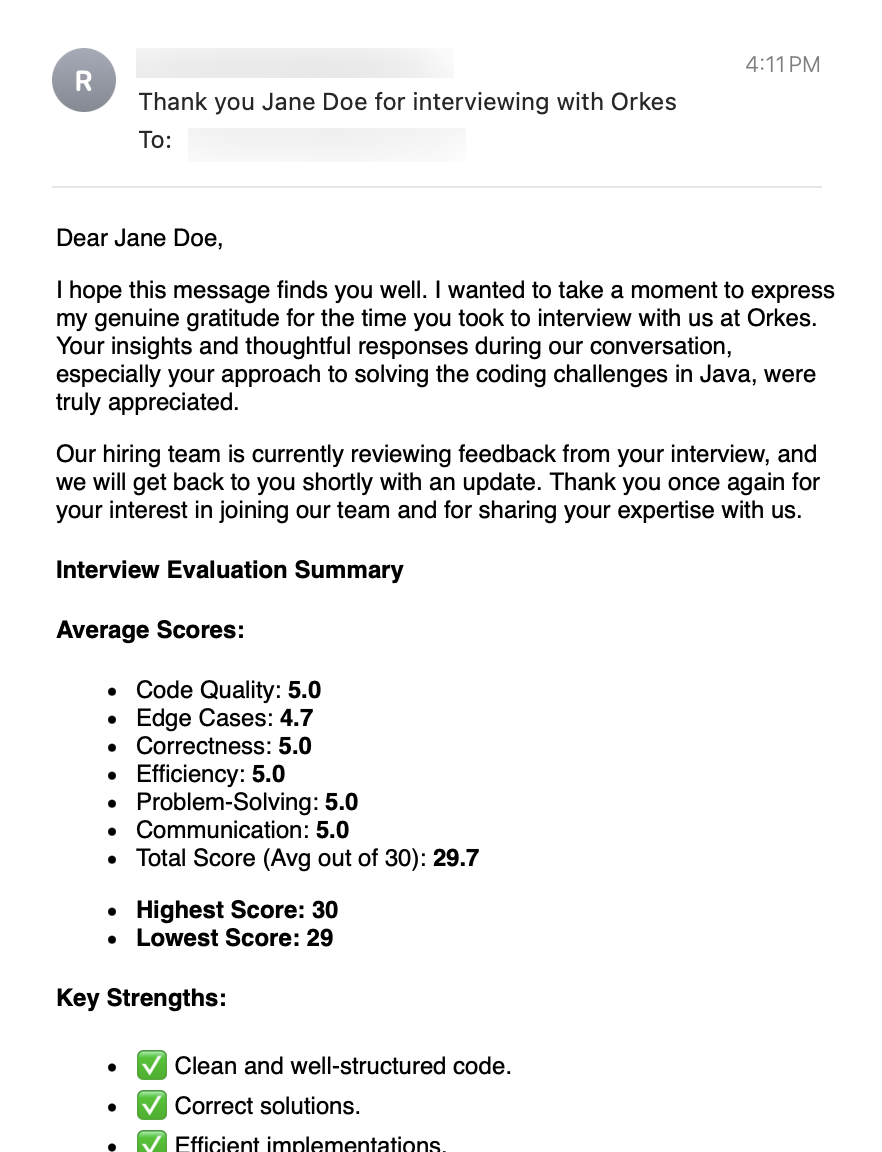 R
4:11 PM
Thank you Jane Doe for interviewing with Orkes
To:
Dear Jane Doe,
I hope this message finds you well. I wanted to take a moment to express
my genuine gratitude for the time you took to interview with us at Orkes.
Your insights and thoughtful responses during our conversation,
especially your approach to solving the coding challenges in Java, were
truly appreciated.
Our hiring team is currently reviewing feedback from your interview, and
we will get back to you shortly with an update. Thank you once again for
your interest in joining our team and for sharing your expertise with us.
Interview Evaluation Summary
Average Scores:
• Code Quality: 5.0
• Edge Cases: 4.7
• Correctness: 5.0
• Efficiency: 5.0
• Problem-Solving: 5.0
• Communication: 5.0
• Total Score (Avg out of 30): 29.7
• Highest Score: 30
• Lowest Score: 29
Key Strengths:
• ✅ Clean and well-structured code.
• ✅ Correct solutions.
• ✅ Efficient implementations.